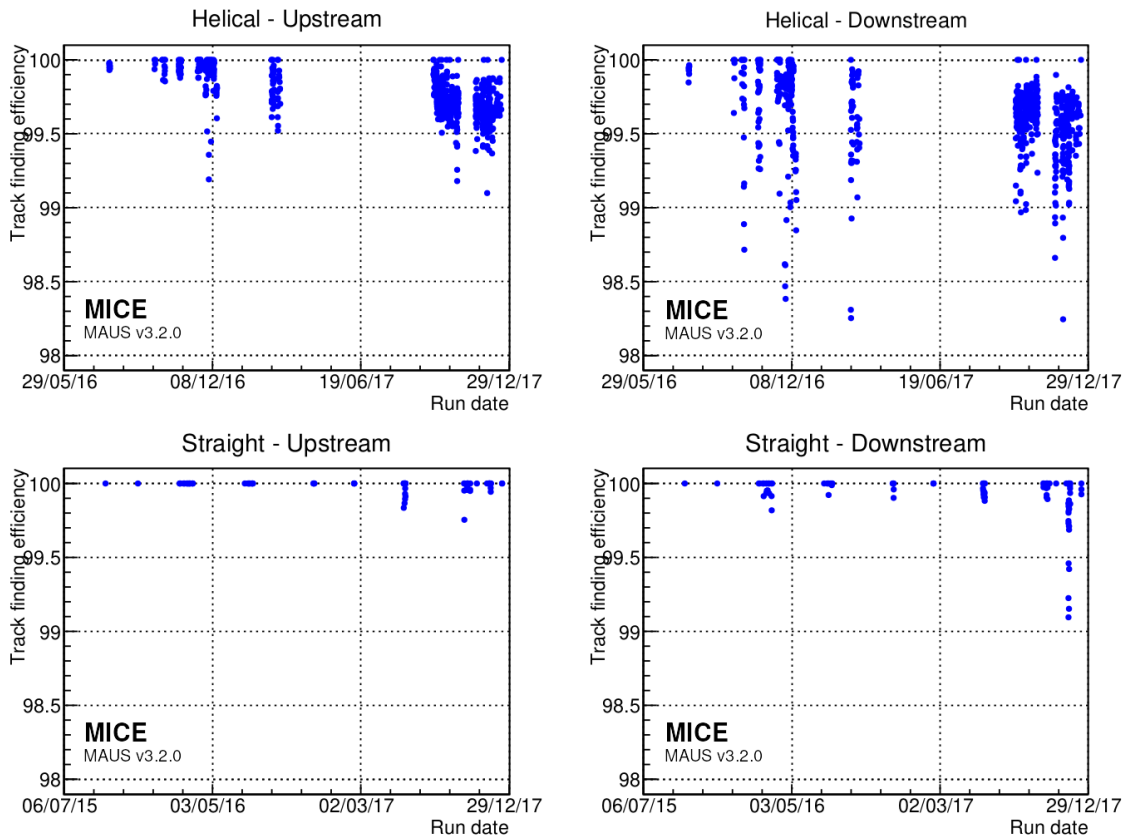 Helical - Upstream
Track finding efficiency
100
99.5
99
98.5
98
MICE
MAUS v3.2.0
29/05/16
08/12/16
19/06/17
29/12/17
Run date
Helical - Downstream
Track finding efficiency
100
99.5
99
98.5
98
MICE
MAUS v3.2.0
29/05/16
08/12/16
19/06/17
29/12/17
Run date
Straight - Upstream
Track finding efficiency
100
99.5
99
98.5
98
MICE
MAUS v3.2.0
06/07/15
03/05/16
02/03/17
29/12/17
Run date
Straight - Downstream
Track finding efficiency
100
99.5
99
98.5
98
MICE
MAUS v3.2.0
06/07/15
03/05/16
02/03/17
29/12/17
Run date